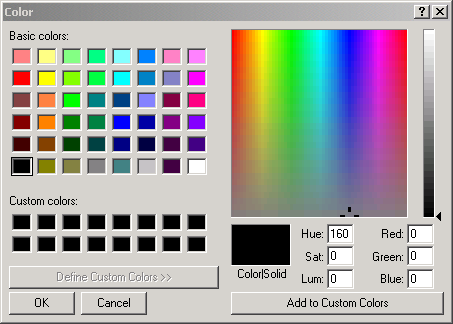 Color
Basic colors:
Custom colors:
Define Custom Colors >>
OK Cancel
Hue: 160 Red: 0
Sat: 0 Green: 0
Lum: 0 Blue: 0
Color|Solid
Add to Custom Colors